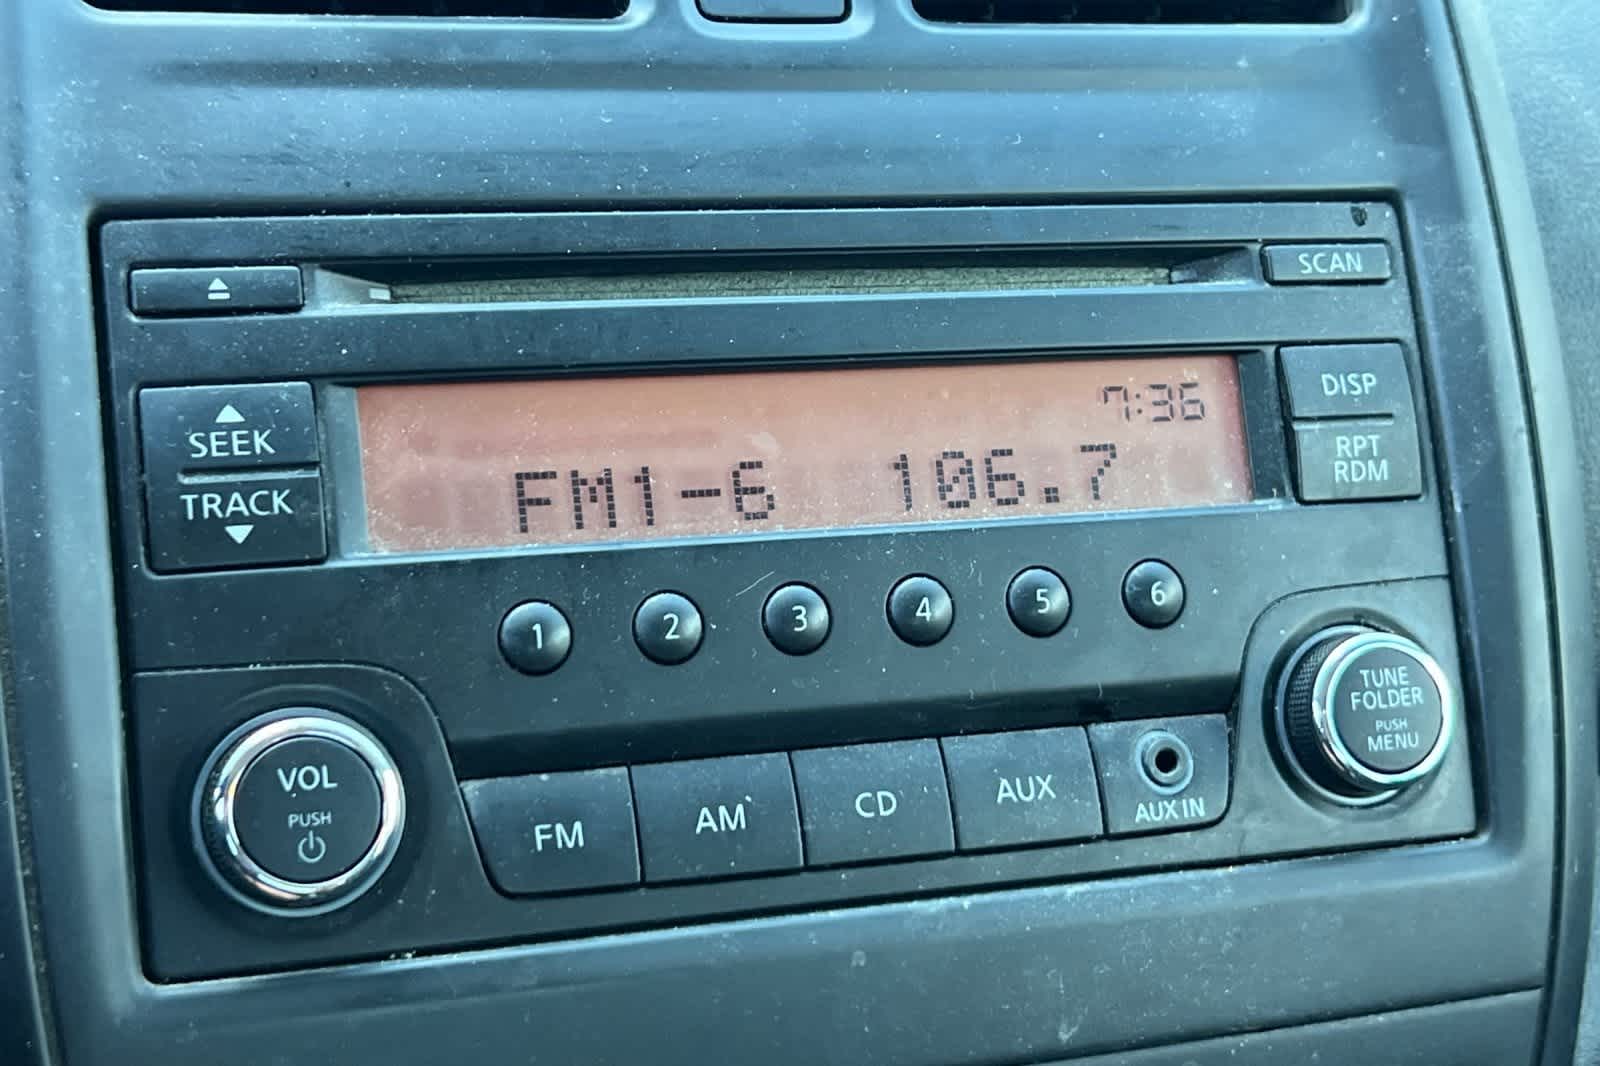 SCAN
7:36
DISP
SEEK
RPT
RDM
TRACK
FM1-6 106.7
1 2 3 4 5 6
TUNE
FOLDER
PUSH
MENU
VOL
PUSH
FM AM CD AUX AUX IN